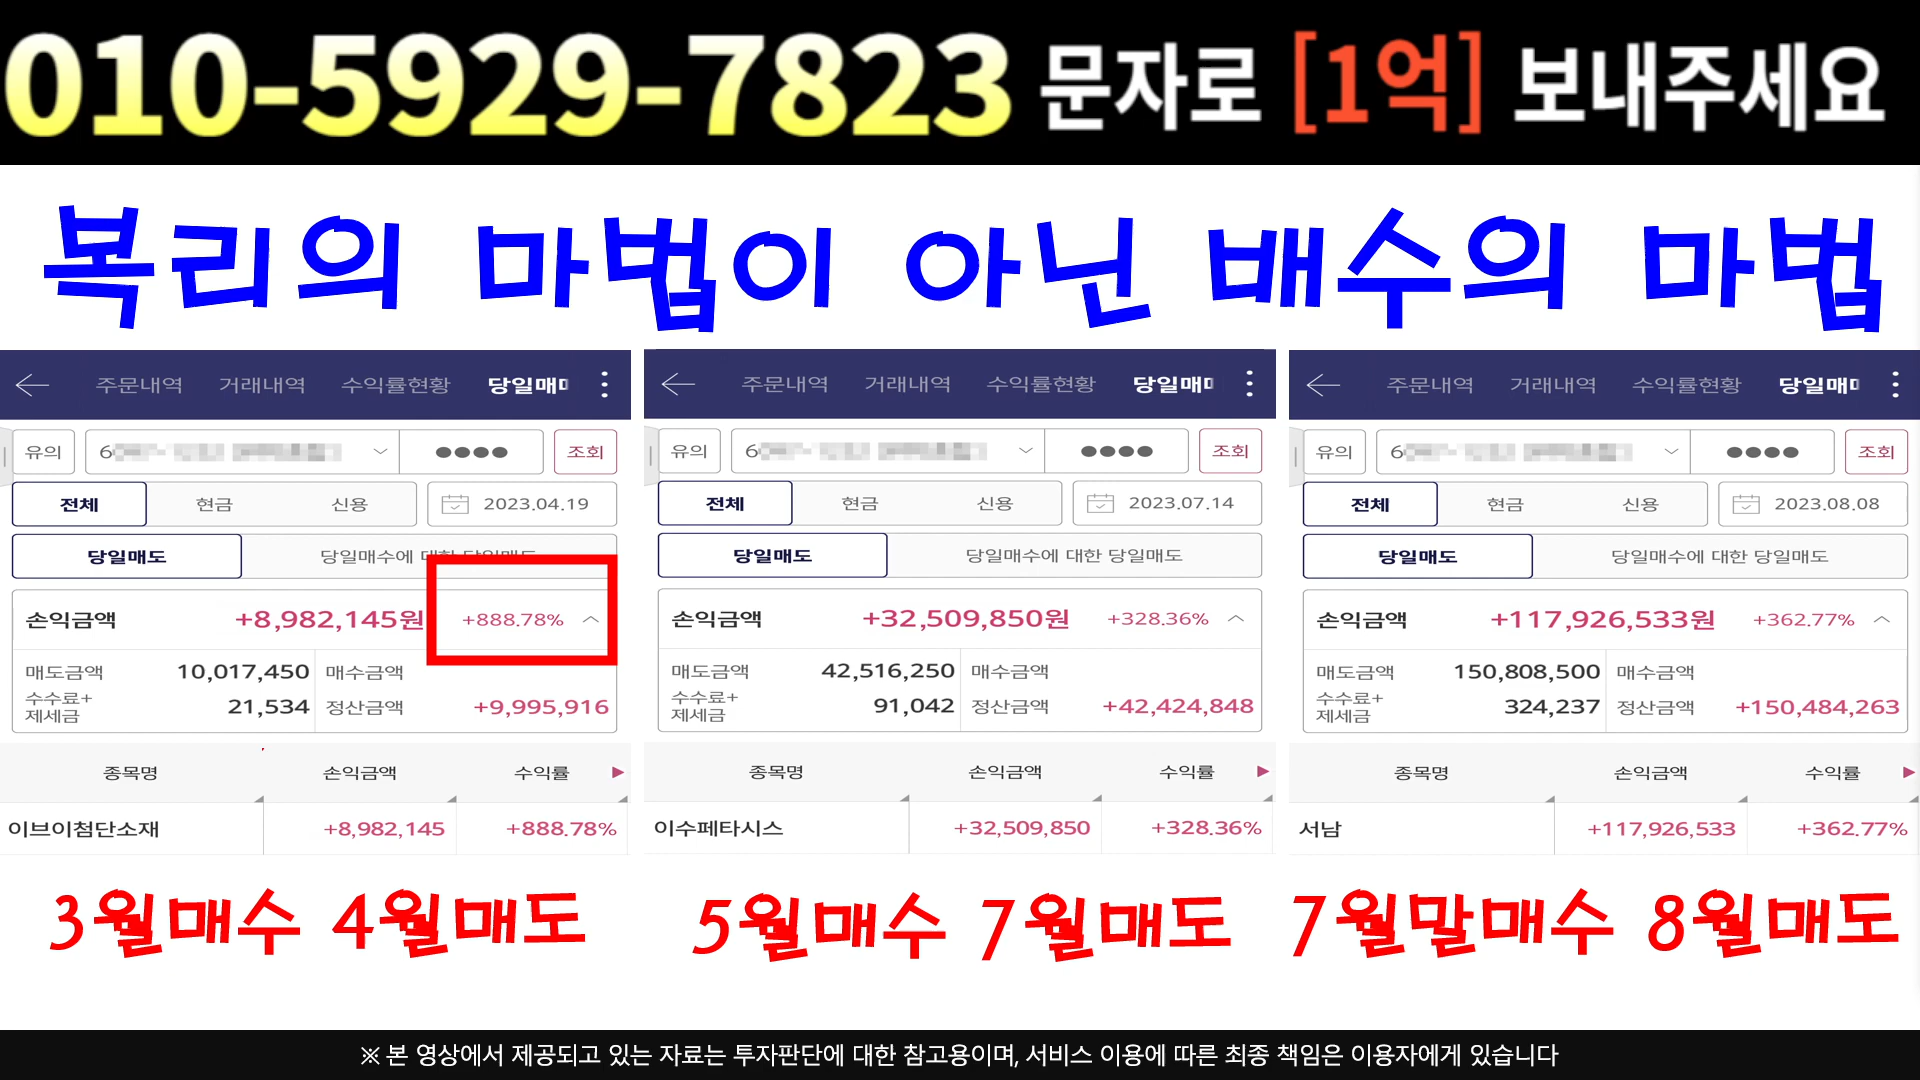 010-5929-7823 문자로 [1억] 보내주세요
복리의 마법이 아닌 배수의 마법
주문내역 거래내역 수익률현황 당일매
유의 6 ●●●● 조회
전체 현금 신용 2023.04.19
당일매도 당일매수에 대한 당일매도
손익금액 +8,982,145원 +888.78%
매도금액 10,017,450 매수금액
수수료+
제세금 21,534 정산금액 +9,995,916
종목명 손익금액 수익률
이브이첨단소재 +8,982,145 +888.78%
3월매수 4월매도
주문내역 거래내역 수익률현황 당일매
유의 6 ●●●● 조회
전체 현금 신용 2023.07.14
당일매도 당일매수에 대한 당일매도
손익금액 +32,509,850원 +328.36%
매도금액 42,516,250 매수금액
수수료+
제세금 91,042 정산금액 +42,424,848
종목명 손익금액 수익률
이수페타시스 +32,509,850 +328.36%
5월매수 7월매도
주문내역 거래내역 수익률현황 당일매
유의 6 ●●●● 조회
전체 현금 신용 2023.08.08
당일매도 당일매수에 대한 당일매도
손익금액 +117,926,533원 +362.77%
매도금액 150,808,500 매수금액
수수료+
제세금 324,237 정산금액 +150,484,263
종목명 손익금액 수익률
서남 +117,926,533 +362.77%
7월말매수 8월매도
※ 본 영상에서 제공되고 있는 자료는 투자판단에 대한 참고용이며, 서비스 이용에 따른 최종 책임은 이용자에게 있습니다